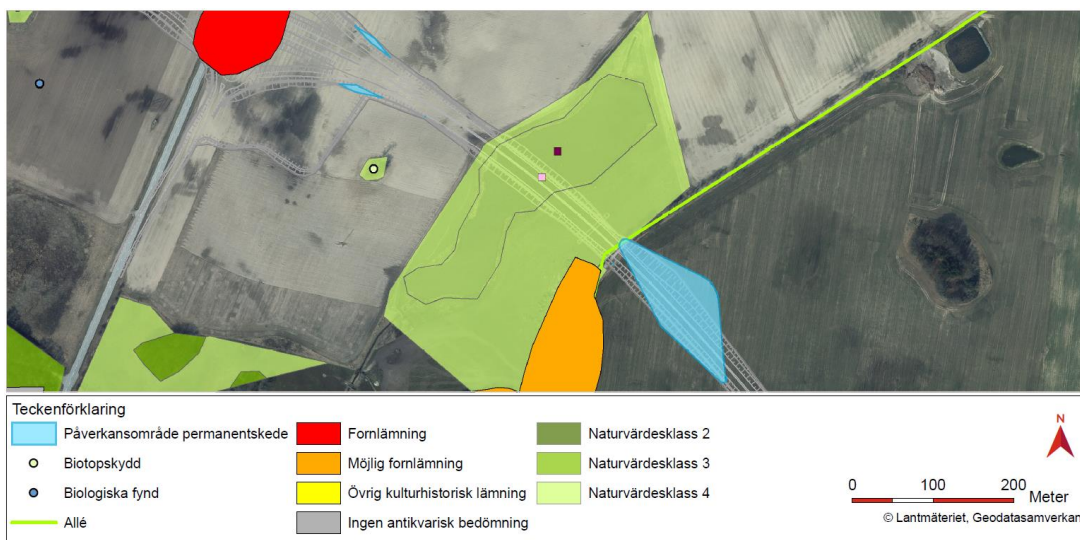 Teckenförklaring
Påverkansområde permanentskede
Biotopskydd
Biologiska fynd
Allé
Fornlämning
Möjlig fornlämning
Övrig kulturhistorisk lämning
Ingen antikvarisk bedömning
Naturvärdesklass 2
Naturvärdesklass 3
Naturvärdesklass 4
N
0 100 200 Meter
© Lantmäteriet, Geodatasamverkan